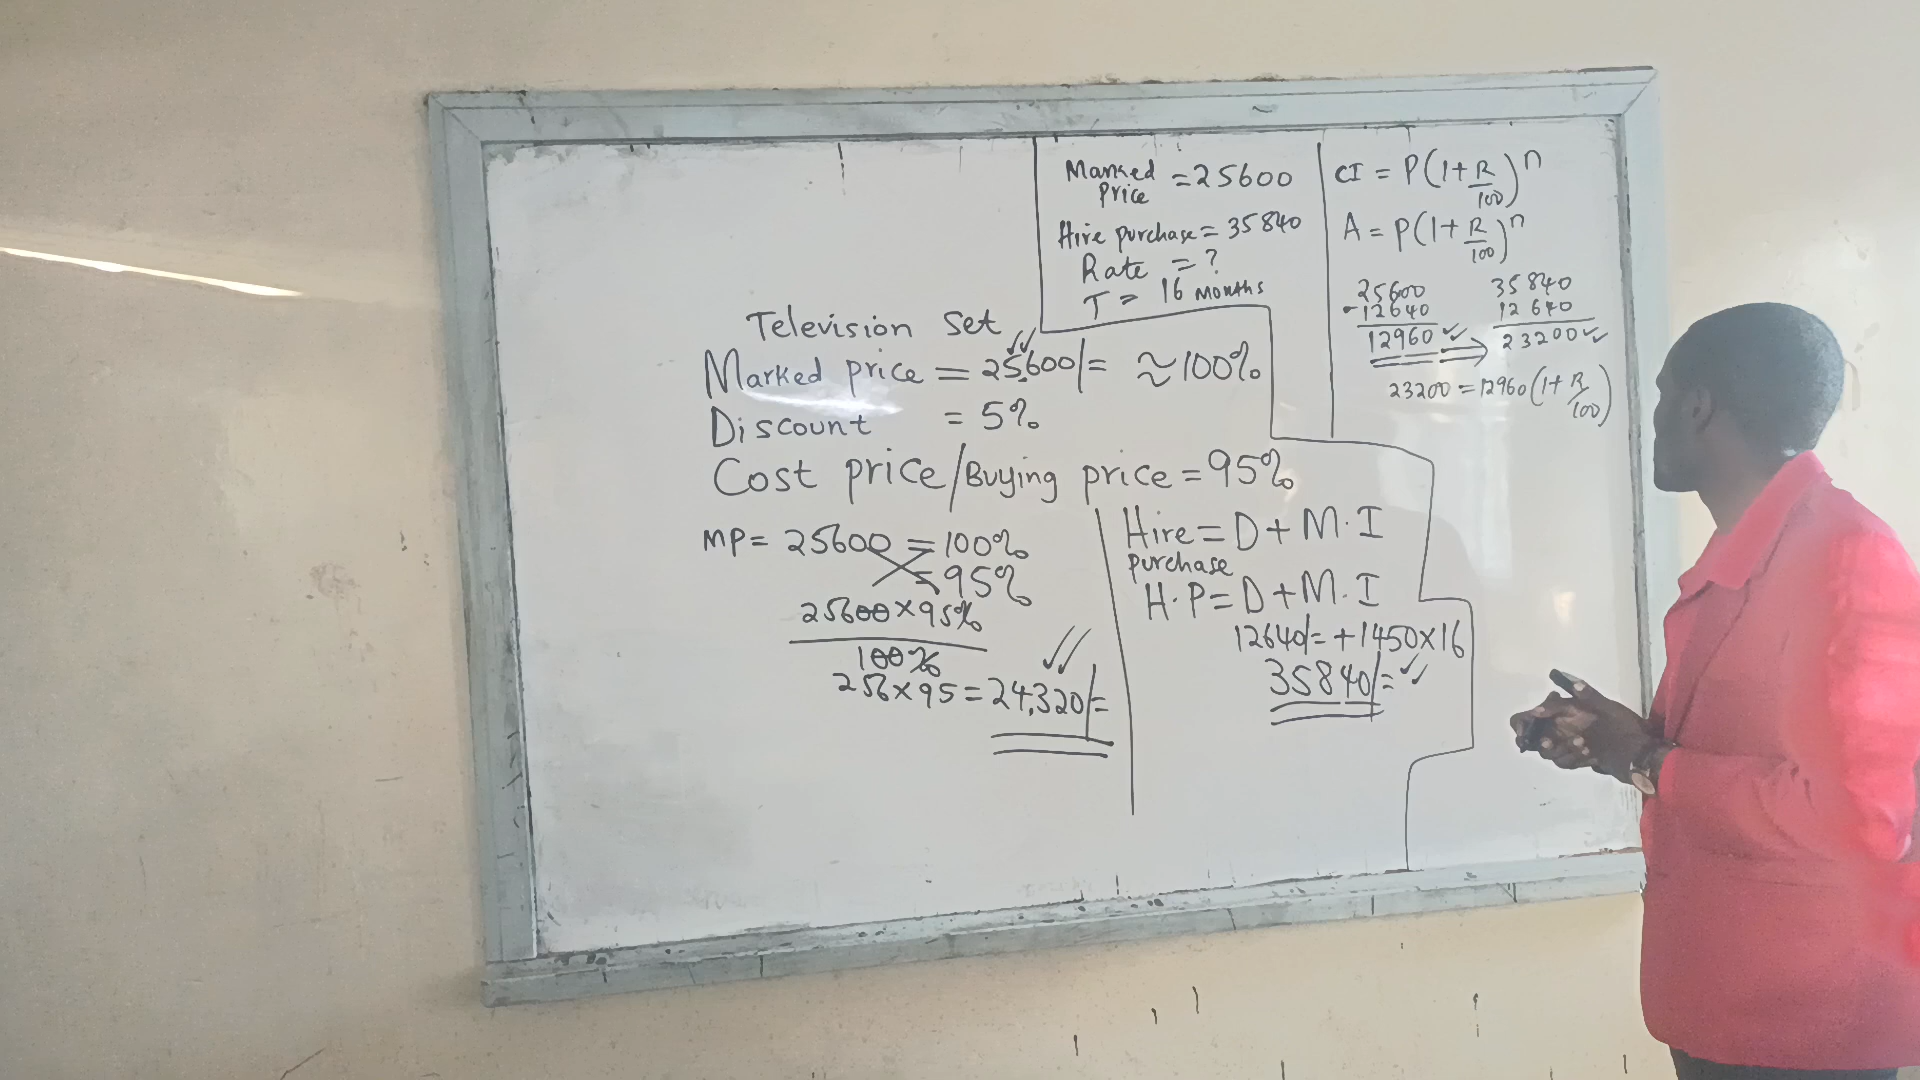 Marked
Price = 25600
Hire purchase = 35840
Rate = ?
T = 16 Months
CI = P(1+R/100)^n
A = P(1+R/100)^n
25600
- 12640
12960
35840
12640
23200
23200 = 12960(1+R/100)
Television Set
Marked price = 25,600/= ≈ 100%
Discount = 5%
Cost price/Buying price = 95%
MP = 25600 = 100%
= 95%
25600 × 95%
100%
256 × 95 = 24,320/=
Hire = D + M.I
purchase
H.P = D + M.I
12640/= + 1450×16
35840/=